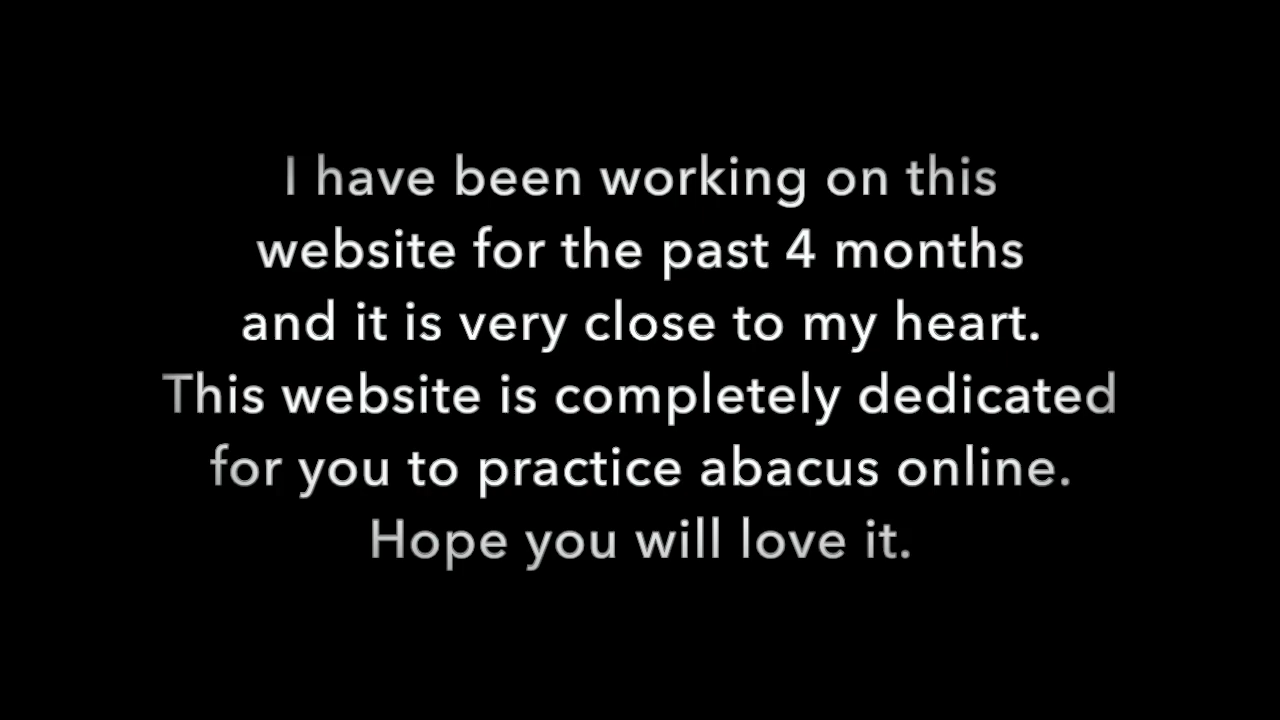 I have been working on this
website for the past 4 months
and it is very close to my heart.
This website is completely dedicated
for you to practice abacus online.
Hope you will love it.